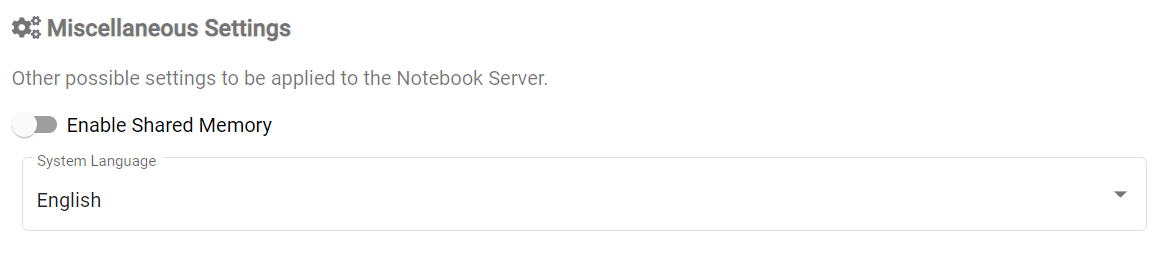 Miscellaneous Settings
Other possible settings to be applied to the Notebook Server.
Enable Shared Memory
System Language
English